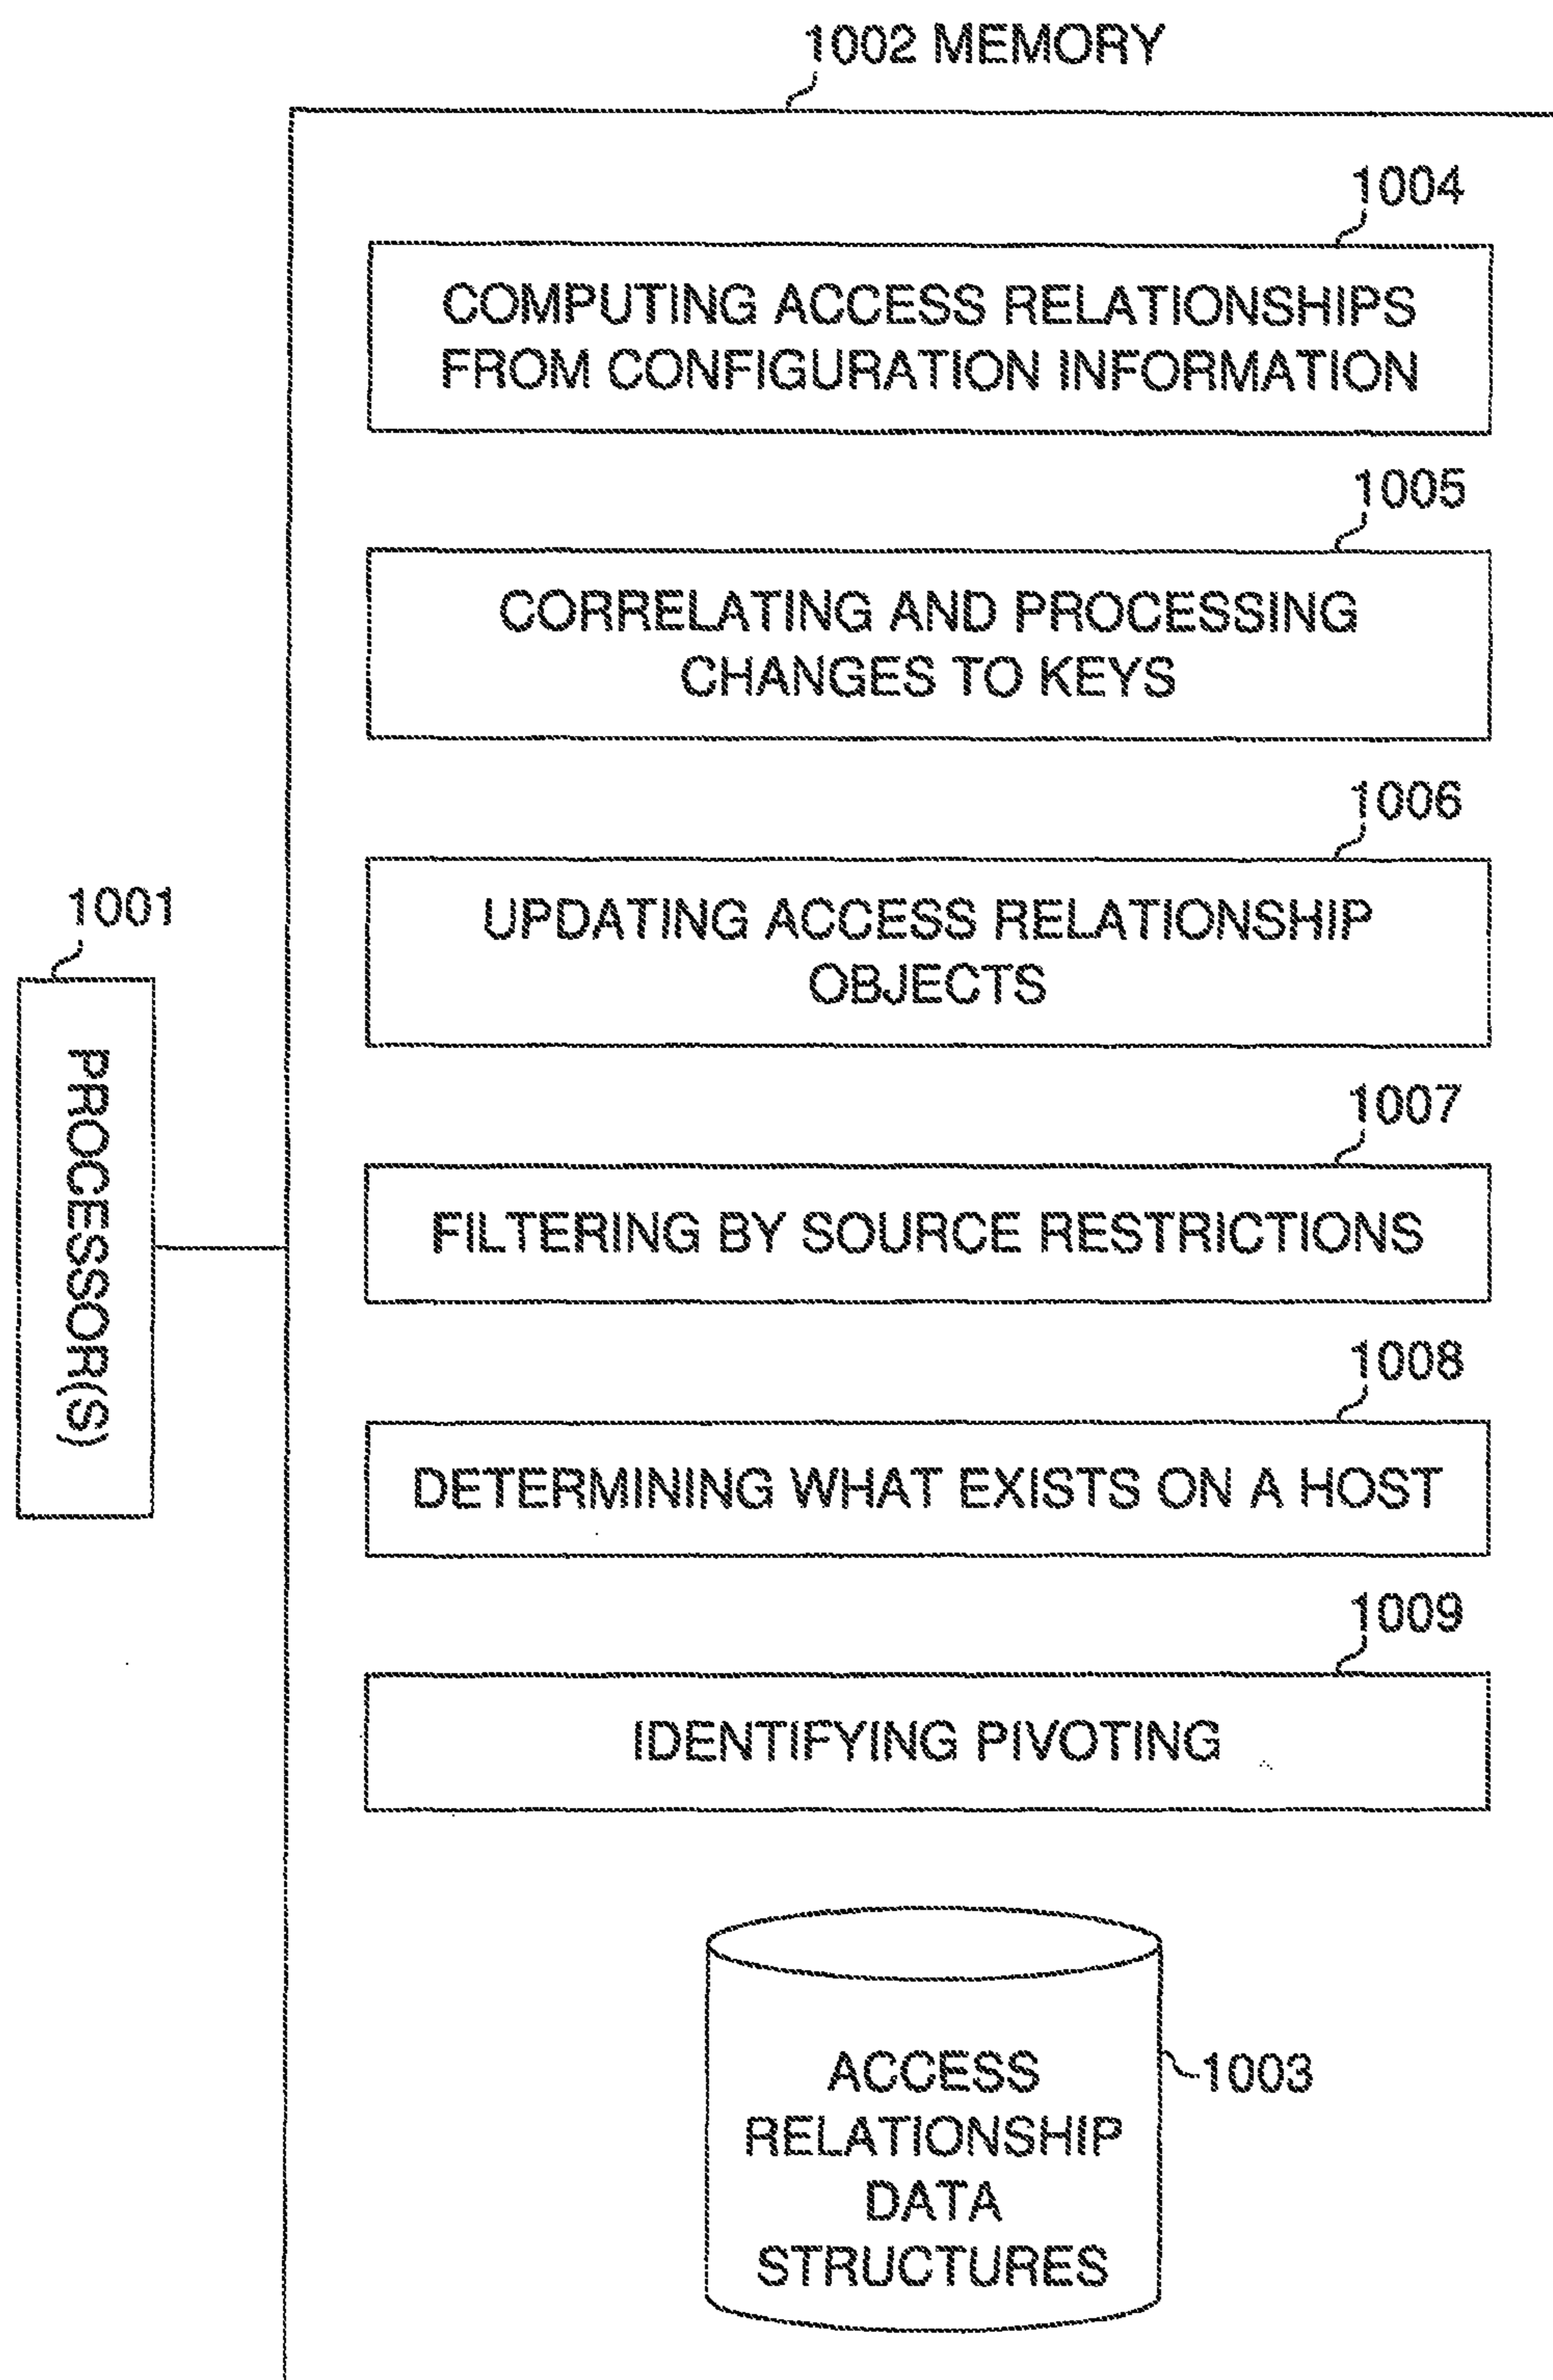 1002 MEMORY
1004
COMPUTING ACCESS RELATIONSHIPS
FROM CONFIGURATION INFORMATION
1005
CORRELATING AND PROCESSING
CHANGES TO KEYS
1006
UPDATING ACCESS RELATIONSHIP
OBJECTS
1001
PROCESSOR(S)
1007
FILTERING BY SOURCE RESTRICTIONS
1008
DETERMINING WHAT EXISTS ON A HOST
1009
IDENTIFYING PIVOTING
ACCESS
RELATIONSHIP
DATA
STRUCTURES
1003